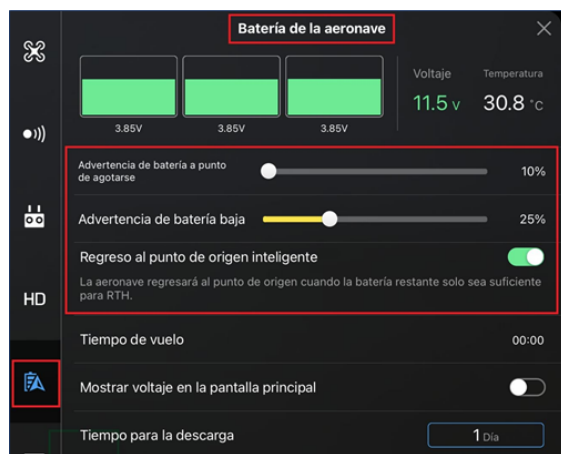 Batería de la aeronave
Voltaje Temperatura
11.5 v 30.8 °c
3.85V 3.85V 3.85V
Advertencia de batería a punto
de agotarse
10%
Advertencia de batería baja 25%
Regreso al punto de origen inteligente
La aeronave regresará al punto de origen cuando la batería restante solo sea suficiente
para RTH.
HD
Tiempo de vuelo 00:00
Mostrar voltaje en la pantalla principal
Tiempo para la descarga 1 Día